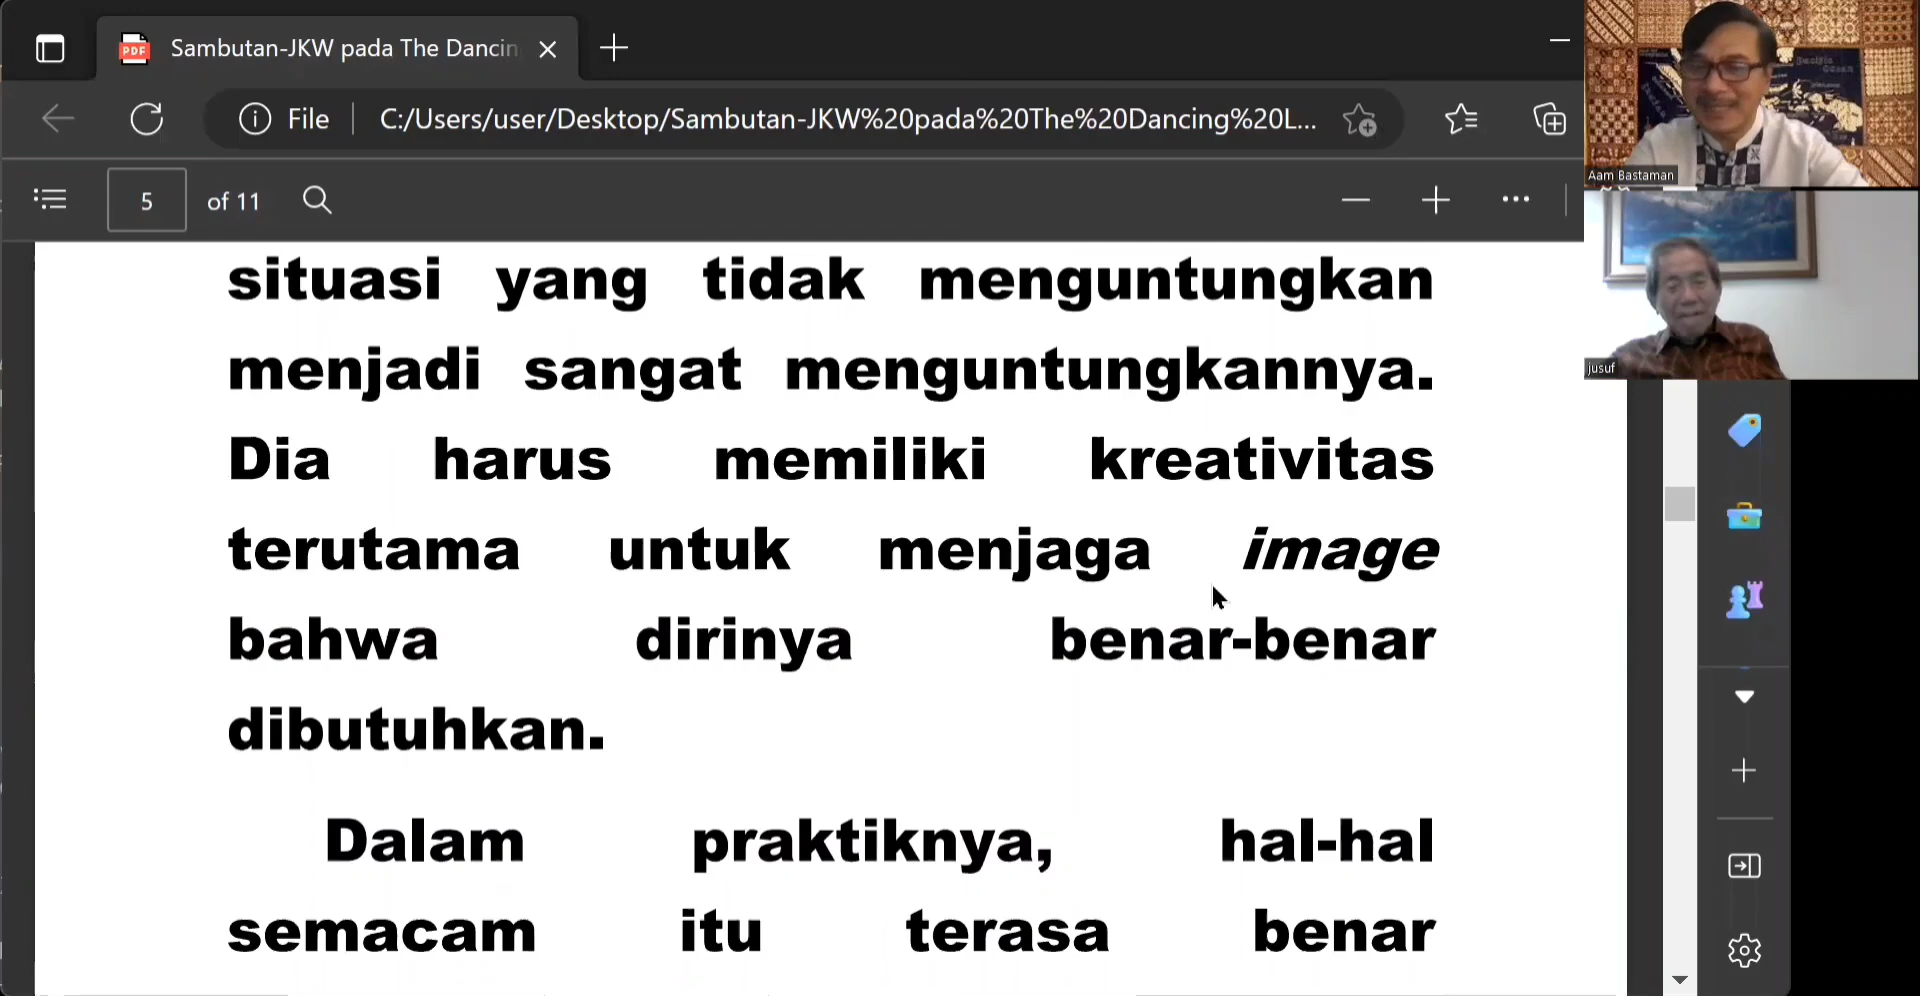 Sambutan-JKW pada The Dancin
File
C:/Users/user/Desktop/Sambutan-JKW%20pada%20The%20Dancing%20L...
5 of 11
situasi yang tidak menguntungkan
menjadi sangat menguntungkannya.
Dia harus memiliki kreativitas
terutama untuk menjaga image
bahwa dirinya benar-benar
dibutuhkan.
Dalam praktiknya, hal-hal
semacam itu terasa benar
PDF
Aam Bastaman
jusuf